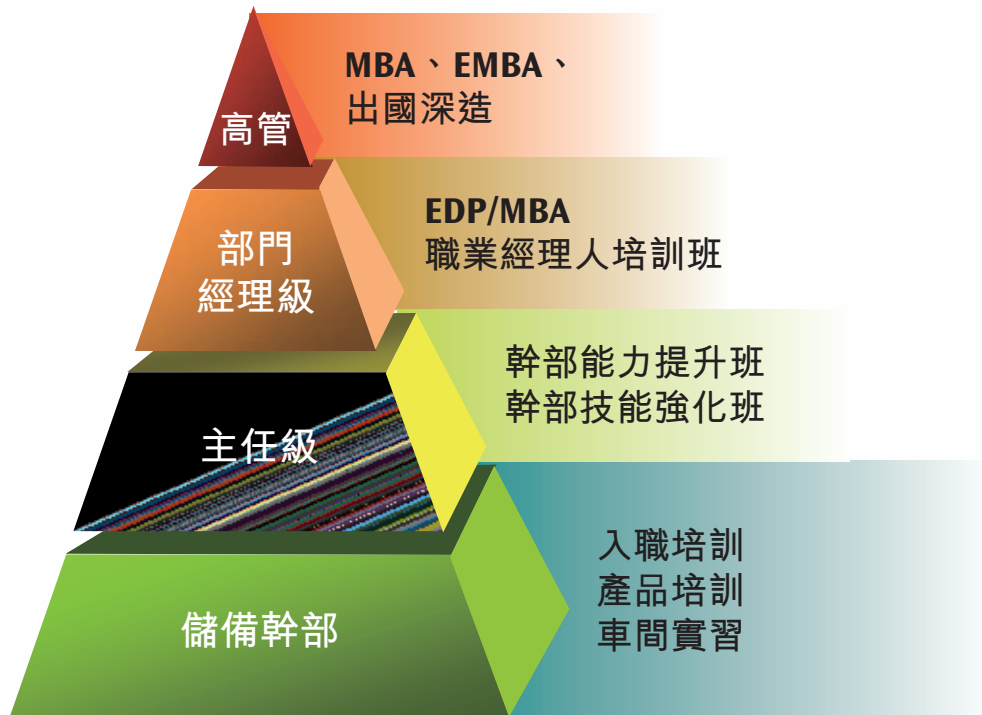 高管
MBA、EMBA、
出國深造
部門
經理級
EDP/MBA
職業經理人培訓班
主任級
幹部能力提升班
幹部技能強化班
儲備幹部
入職培訓
產品培訓
車間實習